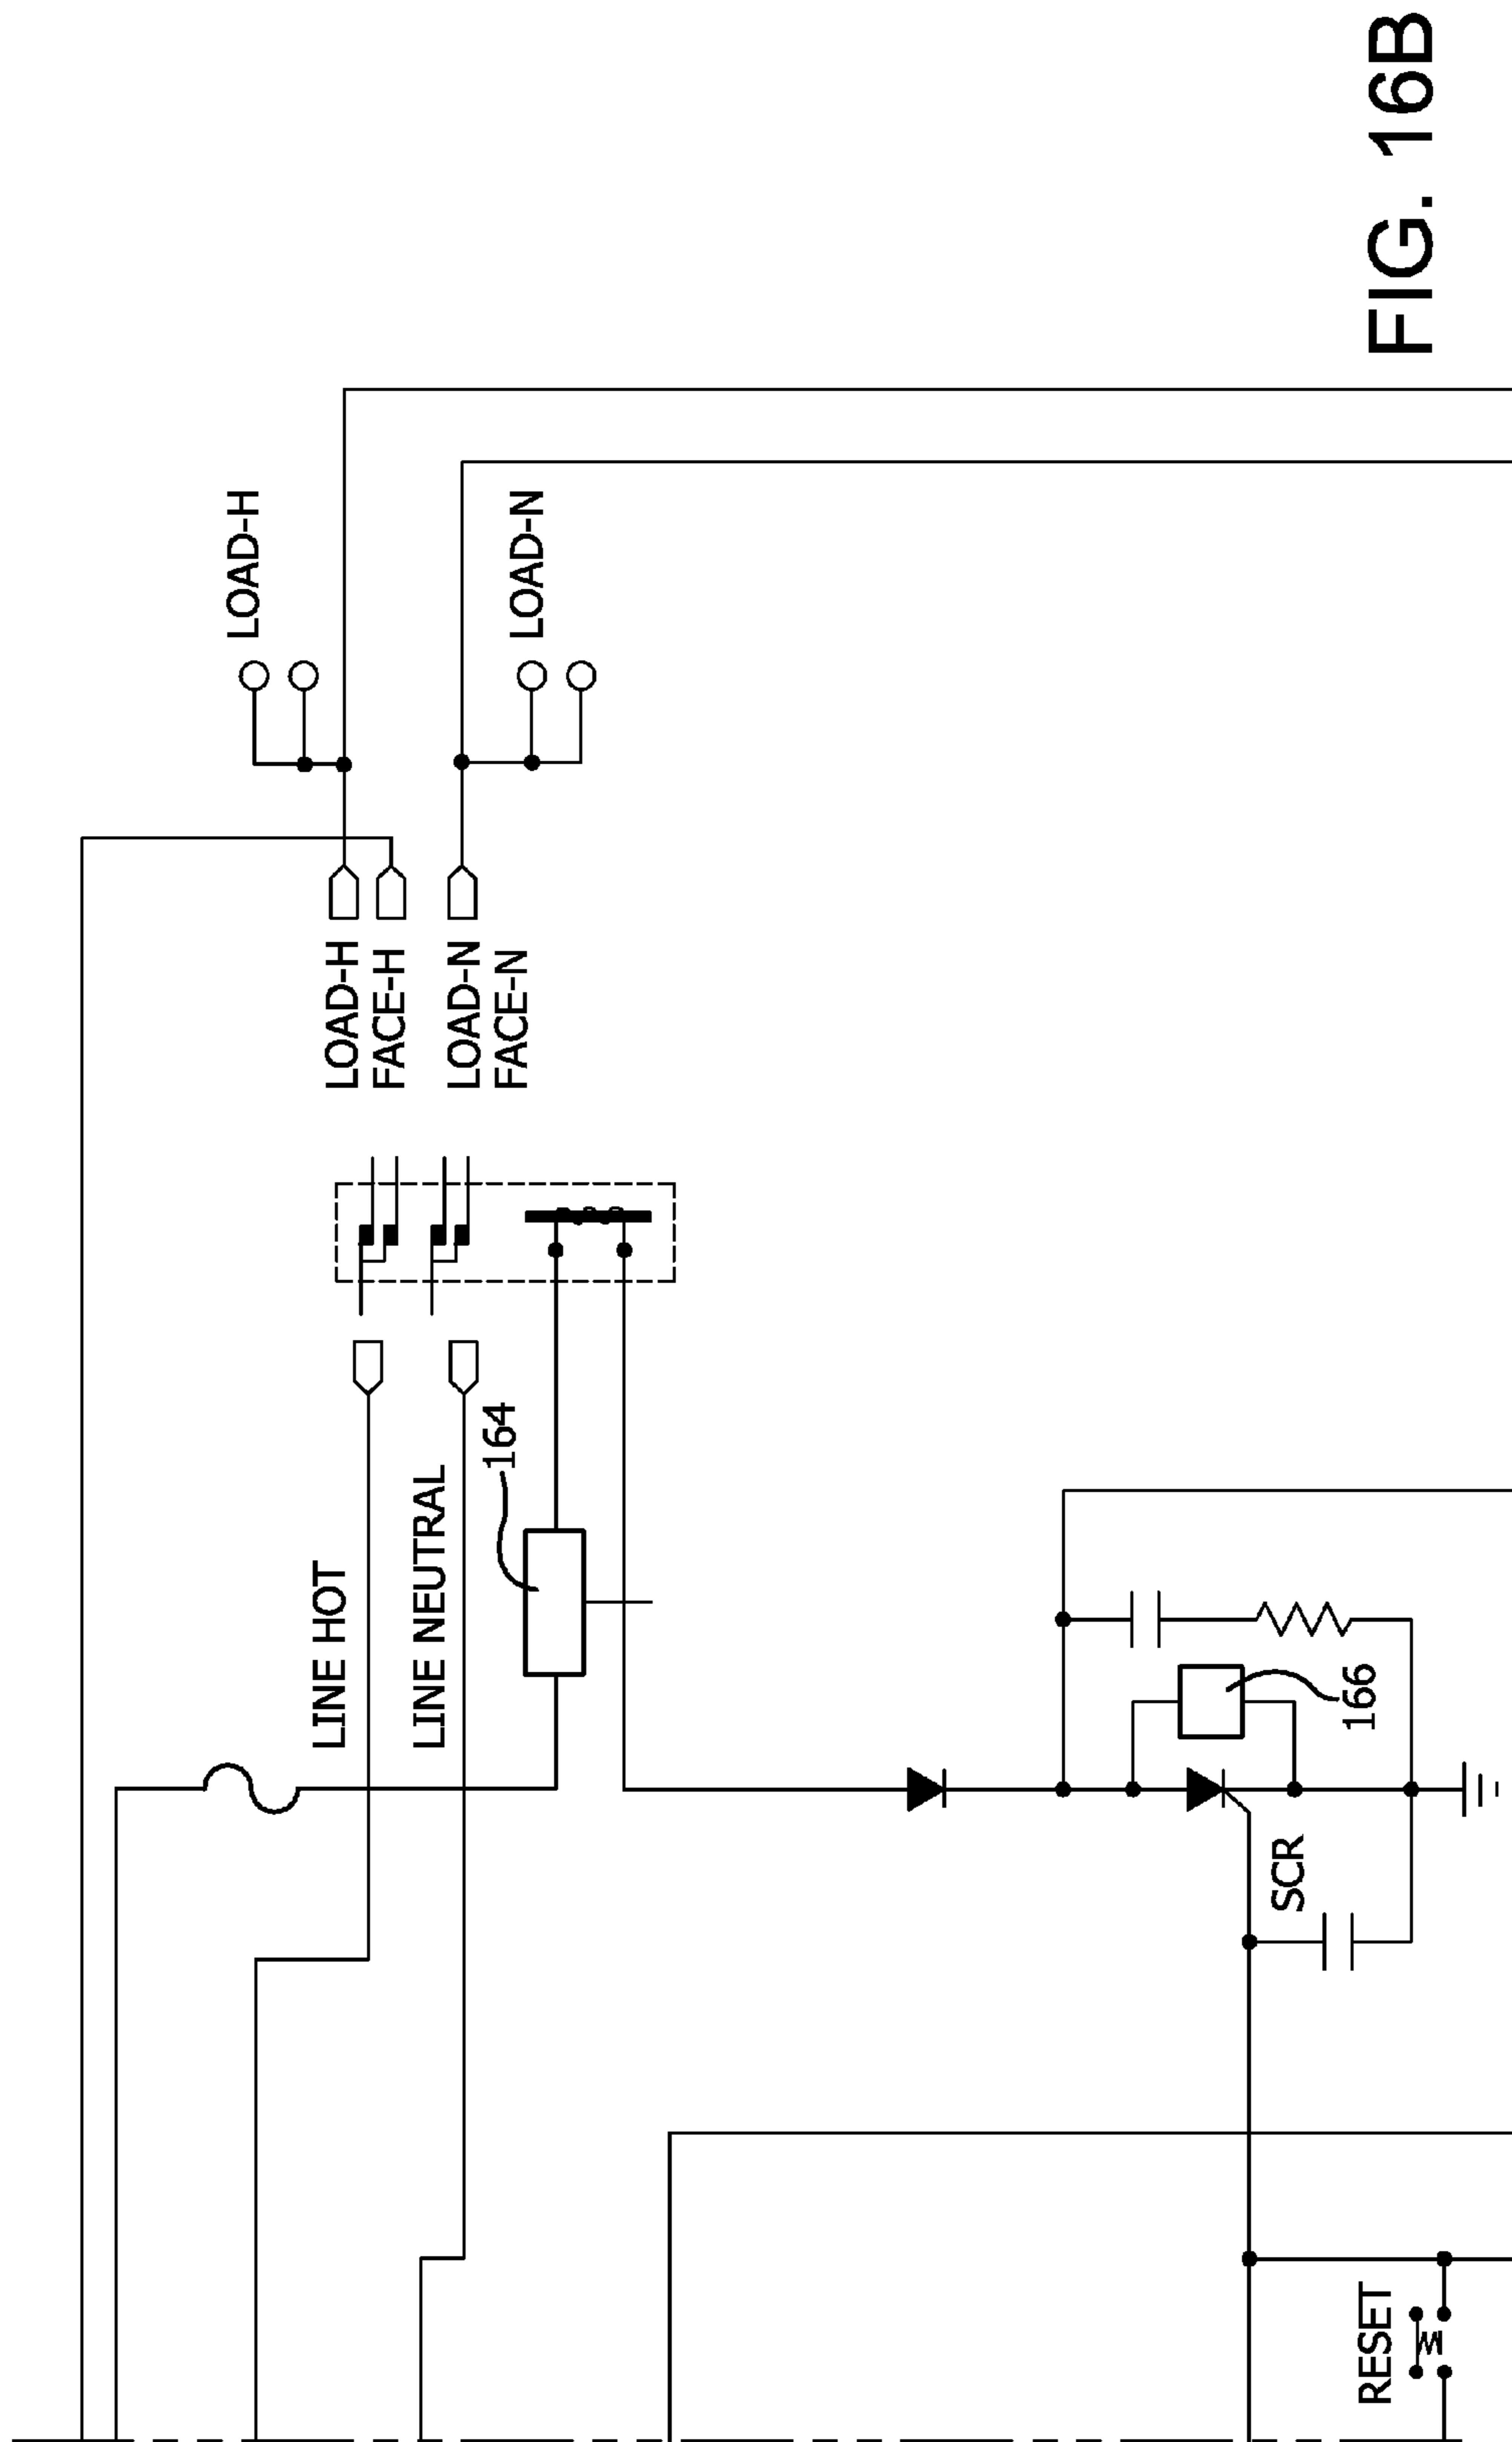 LINE HOT
LINE NEUTRAL
164
LOAD-H
FACE-H
LOAD-N
FACE-N
LOAD-H
LOAD-N
SCR
166
RESET
FIG. 16B